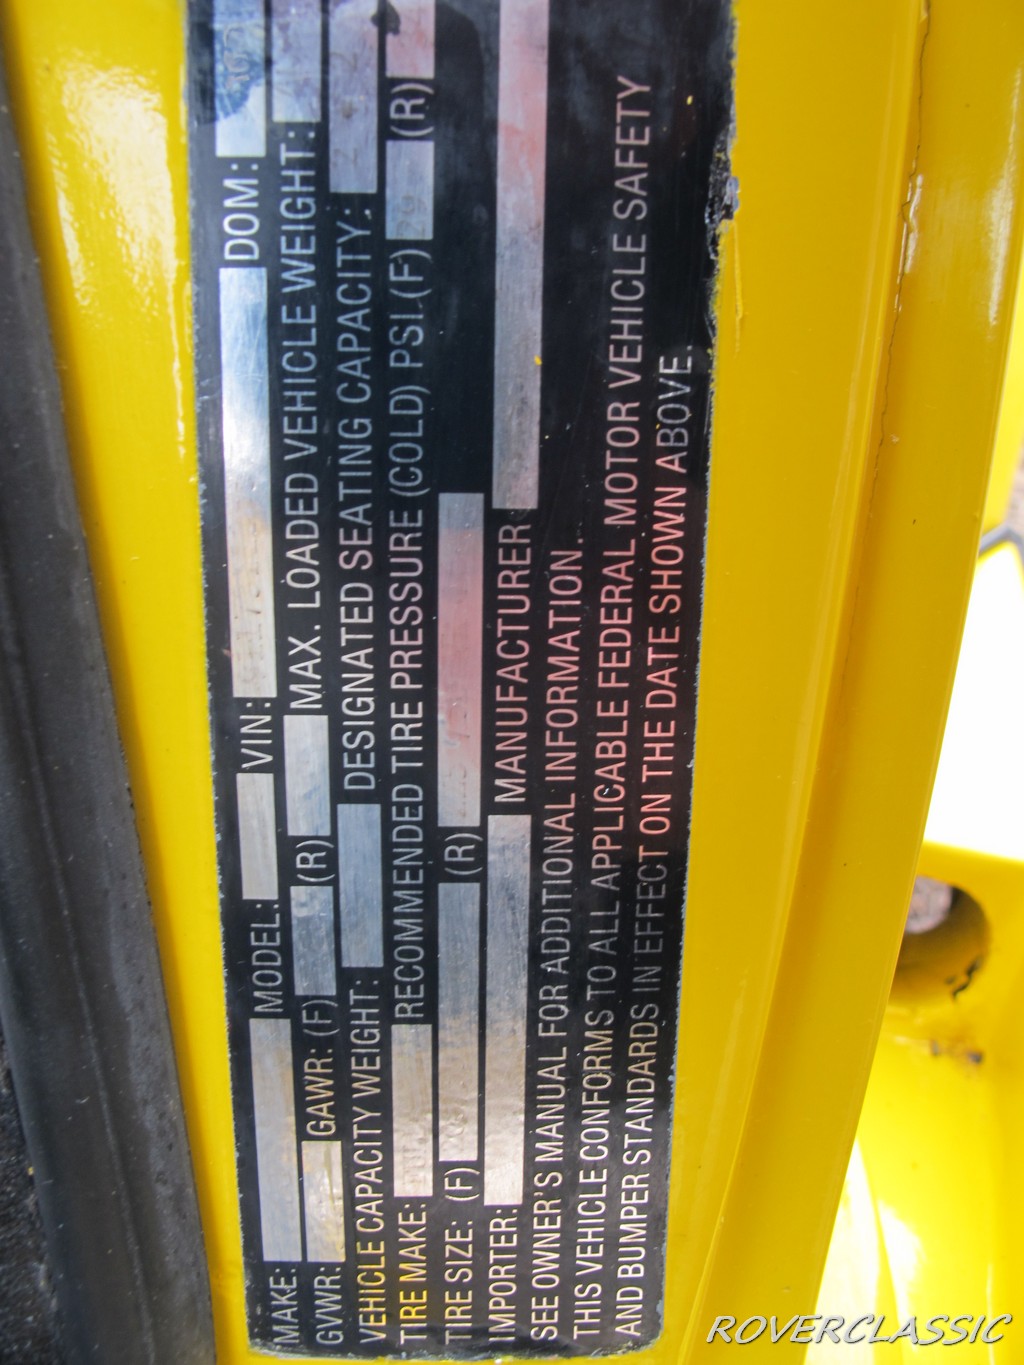 MAKE: MODEL: VIN: DOM:
GVWR: GAWR: (F) (R) MAX. LOADED VEHICLE WEIGHT:
VEHICLE CAPACITY WEIGHT: DESIGNATED SEATING CAPACITY:
TIRE MAKE: RECOMMENDED TIRE PRESSURE (COLD) PSI.(F) (R)
TIRE SIZE: (F) (R)
IMPORTER: MANUFACTURER
SEE OWNER'S MANUAL FOR ADDITIONAL INFORMATION.
THIS VEHICLE CONFORMS TO ALL APPLICABLE FEDERAL MOTOR VEHICLE SAFETY
AND BUMPER STANDARDS IN EFFECT ON THE DATE SHOWN ABOVE.
ROVERCLASSIC